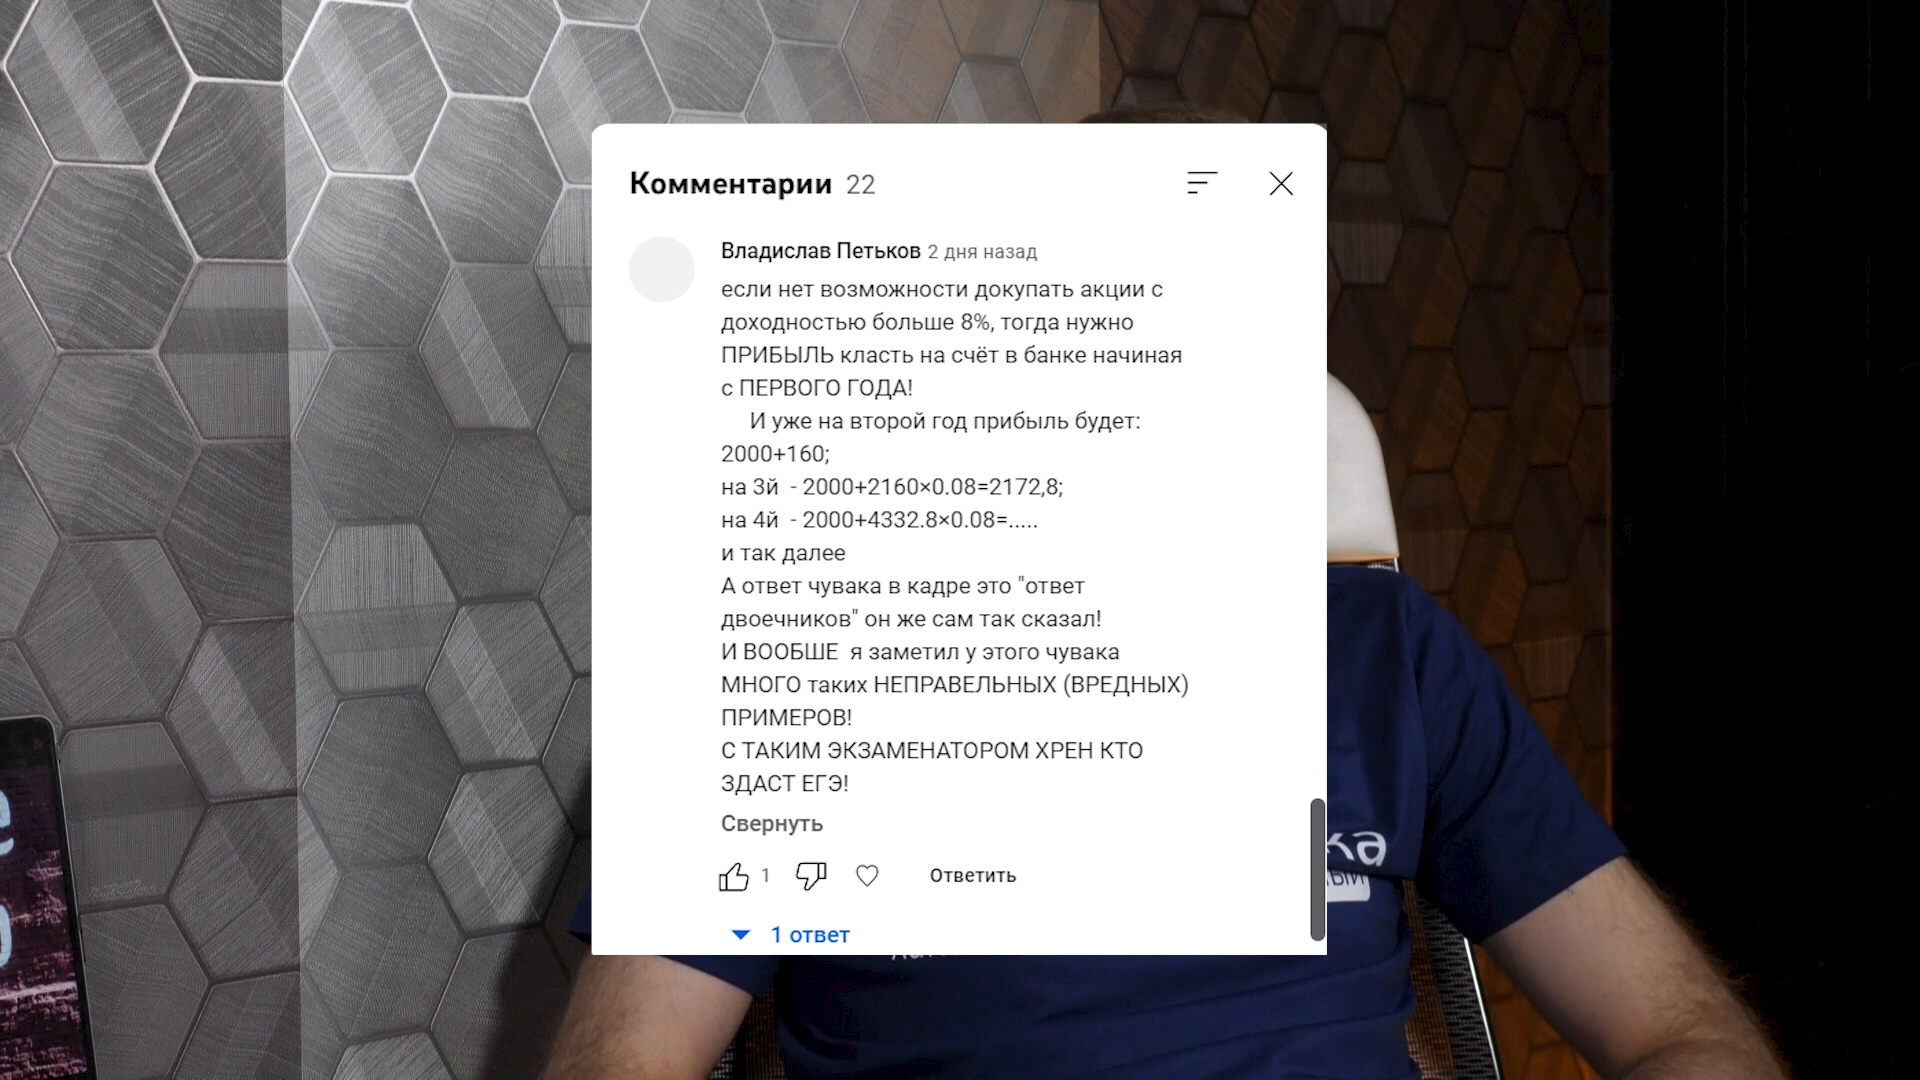 Комментарии 22
Владислав Петьков 2 дня назад
если нет возможности докупать акции с
доходностью больше 8%, тогда нужно
ПРИБЫЛЬ класть на счёт в банке начиная
с ПЕРВОГО ГОДА!
И уже на второй год прибыль будет:
2000+160;
на 3й - 2000+2160×0.08=2172,8;
на 4й - 2000+4332.8×0.08=.....
и так далее
А ответ чувака в кадре это "ответ
двоечников" он же сам так сказал!
И ВООБШЕ я заметил у этого чувака
МНОГО таких НЕПРАВЕЛЬНЫХ (ВРЕДНЫХ)
ПРИМЕРОВ!
С ТАКИМ ЭКЗАМЕНАТОРОМ ХРЕН КТО
ЗДАСТ ЕГЭ!
Свернуть
1
Ответить
1 ответ